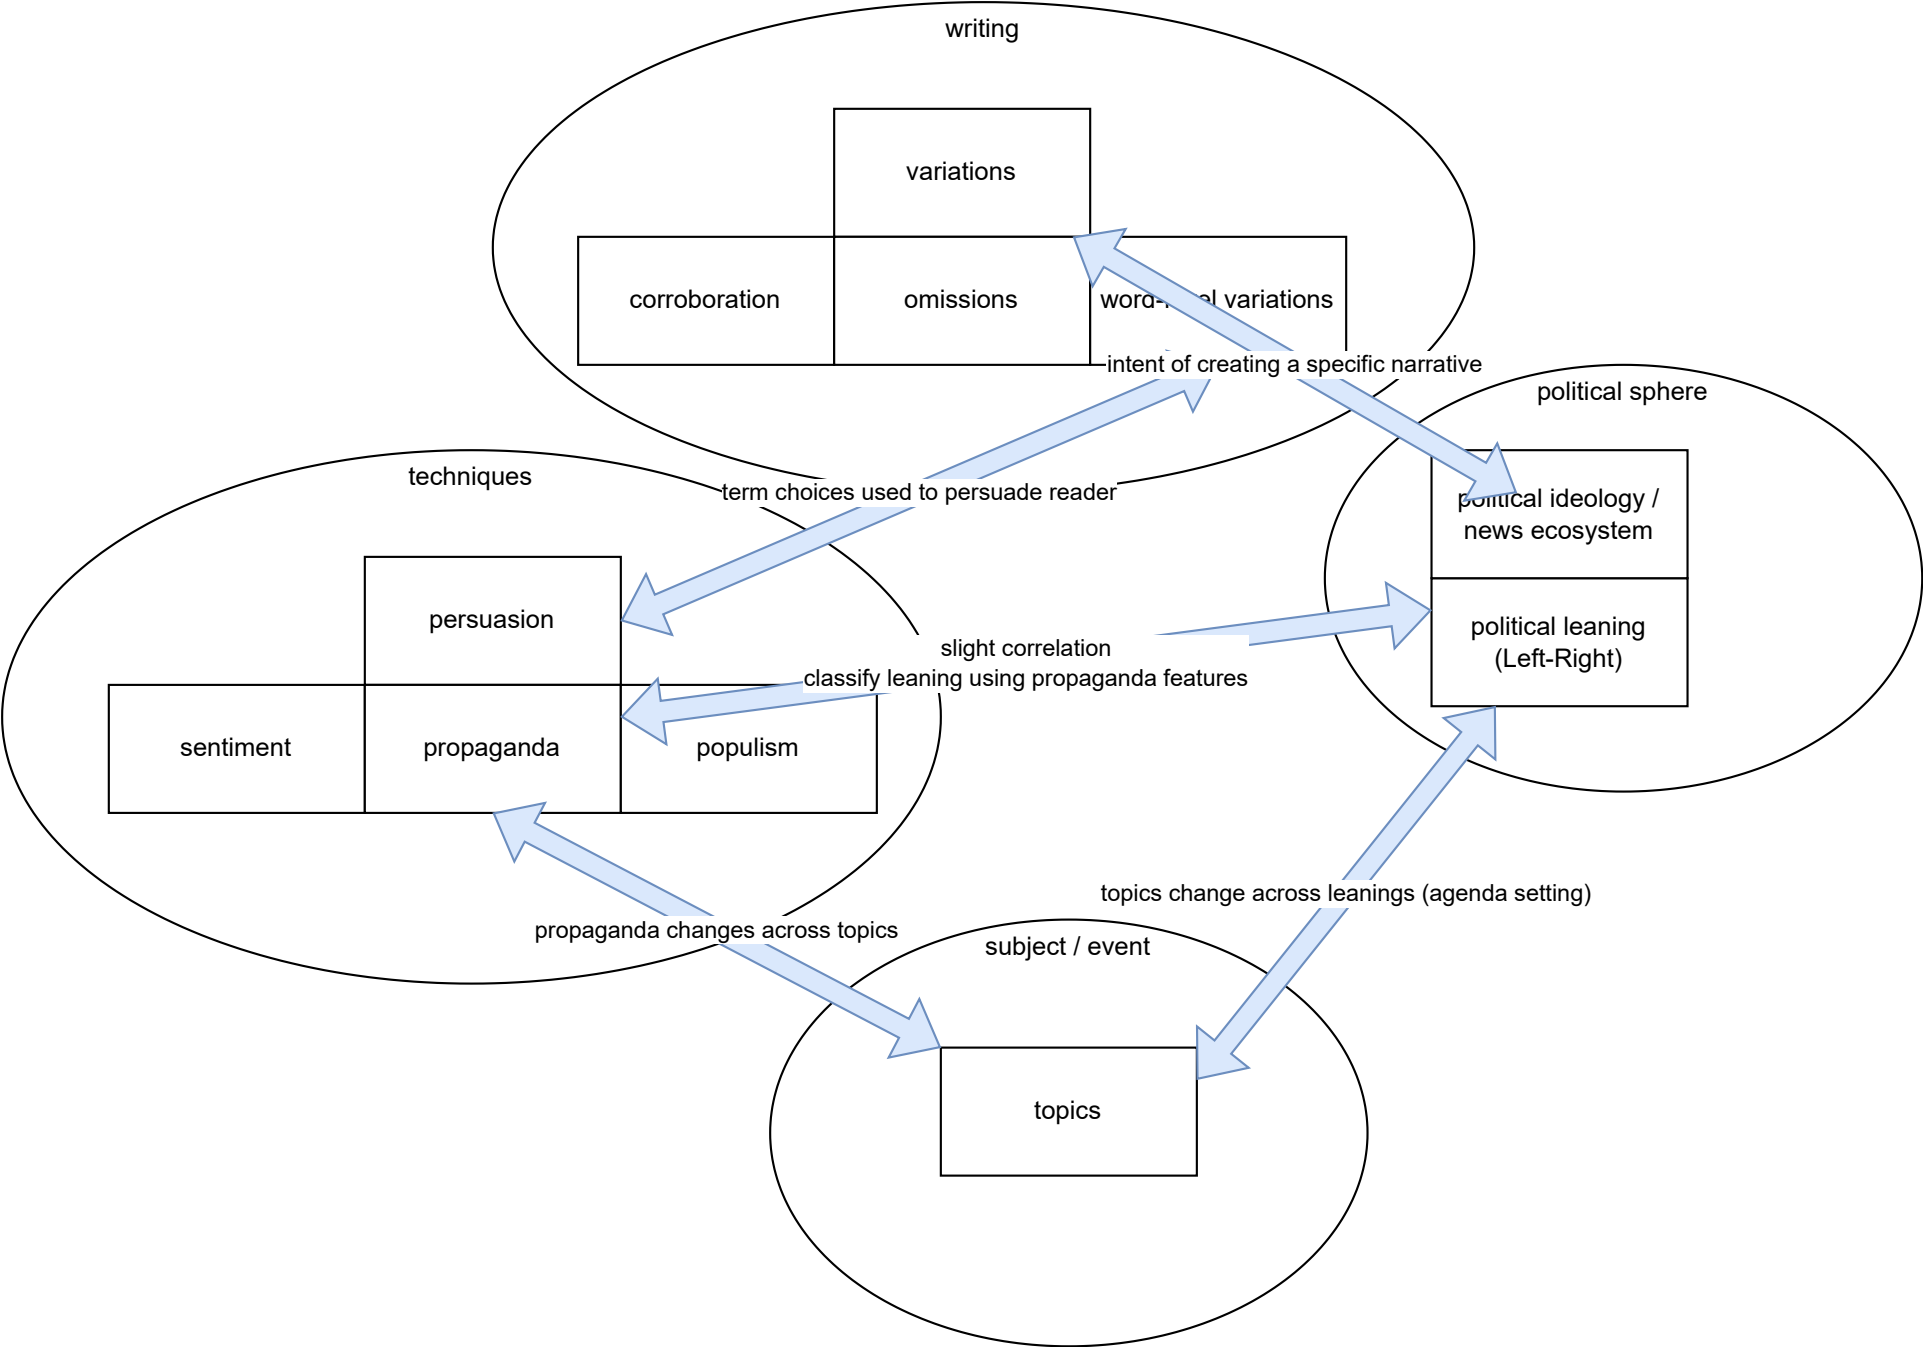 writing
variations
corroboration
omissions
word-level variations
intent of creating a specific narrative
political sphere
techniques
term choices used to persuade reader
political ideology /
news ecosystem
persuasion
slight correlation
classify leaning using propaganda features
political leaning
(Left-Right)
sentiment
propaganda
populism
topics change across leanings (agenda setting)
propaganda changes across topics
subject / event
topics